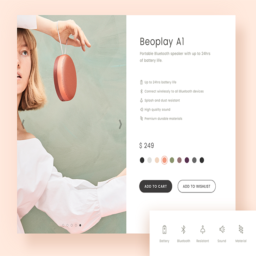 Beoplay A1
Portable Bluetooth speaker with up to 24hrs
of battery life
Up to 24hrs battery life
Connect wirelessly to all Bluetooth devices
Splash and dust resistant
High quality sound
Premium durable materials
$ 249
ADD TO CART
ADD TO WISHLIST
Battery
Bluetooth
Resistance
Sound
Material